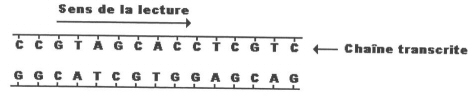 Sens de la lecture
C C G T A G C A C C T C G T C
Chaîne transcrite
G G C A T C G T G G A G C A G